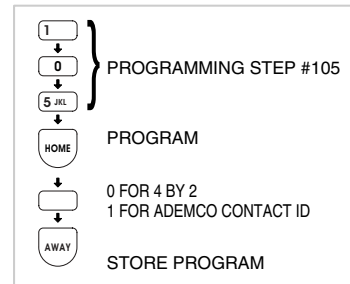 1
0
5 JKL
PROGRAMMING STEP #105
HOME
PROGRAM
0 FOR 4 BY 2
1 FOR ADEMCO CONTACT ID
AWAY
STORE PROGRAM